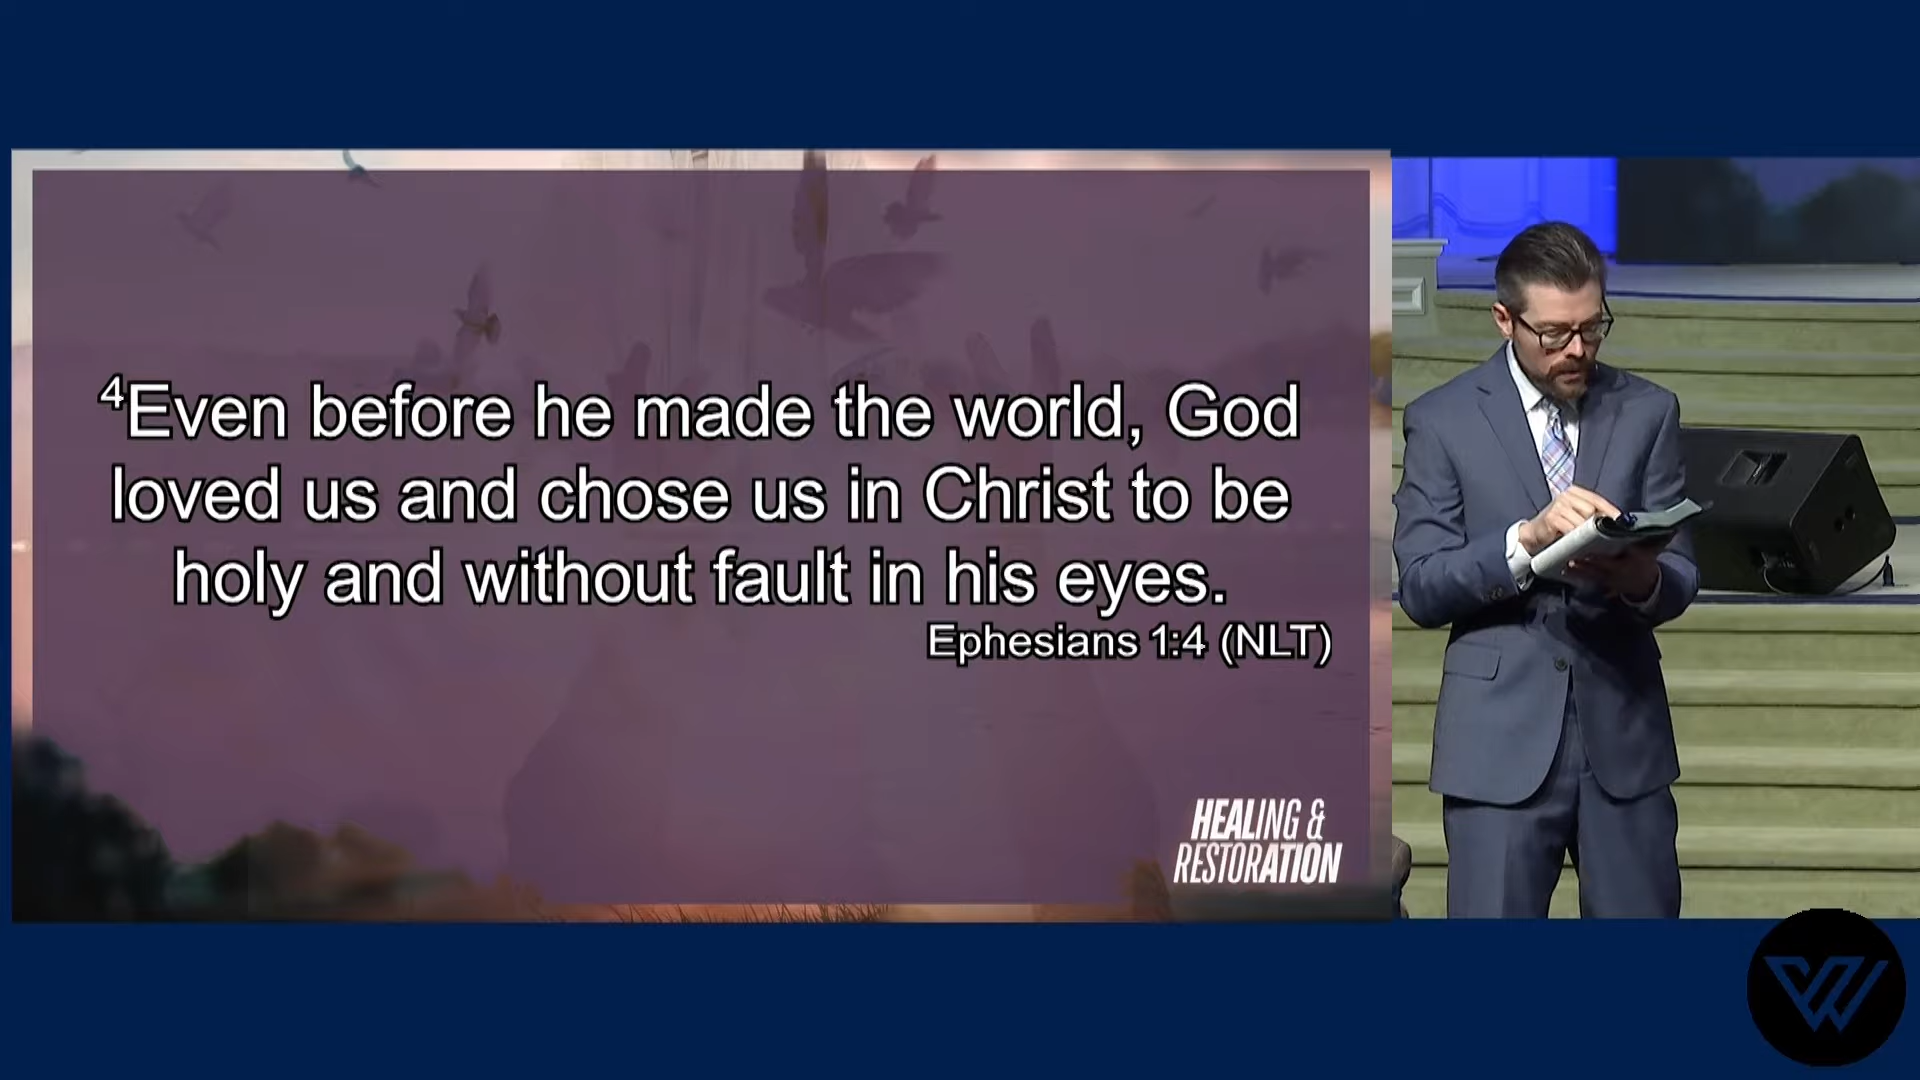 ⁴Even before he made the world, God
loved us and chose us in Christ to be
holy and without fault in his eyes.
Ephesians 1:4 (NLT)
HEALING &
RESTORATION